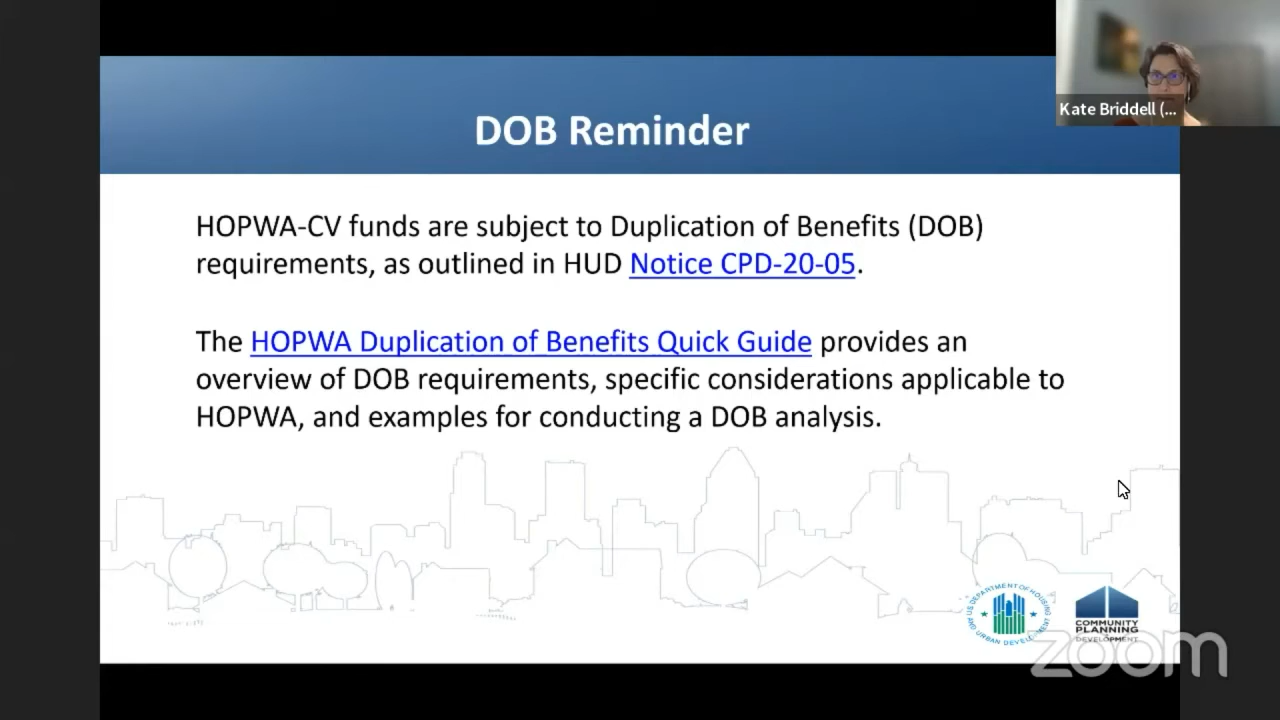 Kate Briddell (...
DOB Reminder
HOPWA-CV funds are subject to Duplication of Benefits (DOB)
requirements, as outlined in HUD Notice CPD-20-05.
The HOPWA Duplication of Benefits Quick Guide provides an
overview of DOB requirements, specific considerations applicable to
HOPWA, and examples for conducting a DOB analysis.
US DEPARTMENT OF HOUSING
AND URBAN DEVELOPMENT
COMMUNITY
PLANNING
DEVELOPMENT
zoom